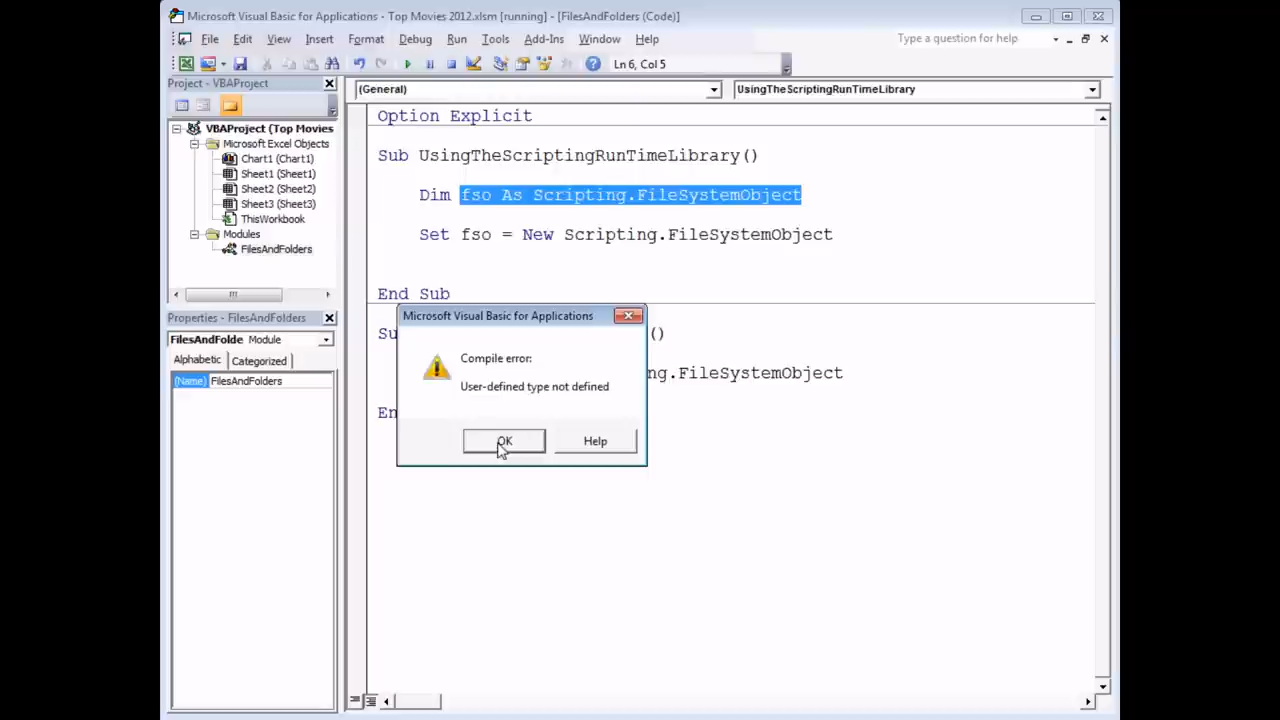 Microsoft Visual Basic for Applications - Top Movies 2012.xlsm [running] - [FilesAndFolders (Code)]
File Edit View Insert Format Debug Run Tools Add-Ins Window Help
Type a question for help
Ln 6, Col 5
Project - VBAProject
(General)
UsingTheScriptingRunTimeLibrary
VBAProject (Top Movies
Microsoft Excel Objects
Chart1 (Chart1)
Sheet1 (Sheet1)
Sheet2 (Sheet2)
Sheet3 (Sheet3)
ThisWorkbook
Modules
FilesAndFolders
Properties - FilesAndFolders
FilesAndFolde Module
Alphabetic Categorized
(Name) FilesAndFolders
Option Explicit
Sub UsingTheScriptingRunTimeLibrary()
Dim fso As Scripting.FileSystemObject
Set fso = New Scripting.FileSystemObject
End Sub
Su ()
ng.FileSystemObject
En
Microsoft Visual Basic for Applications
Compile error:
User-defined type not defined
OK Help